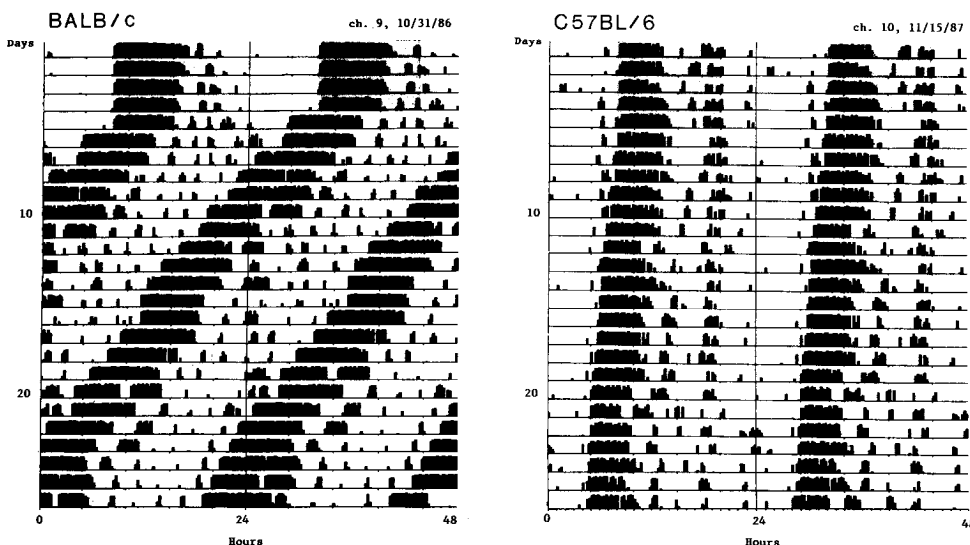 BALB/c
ch. 9, 10/31/86
Days
10
20
0 24 48
Hours
C57BL/6
ch. 10, 11/15/87
Days
10
20
0 24 4
Hours